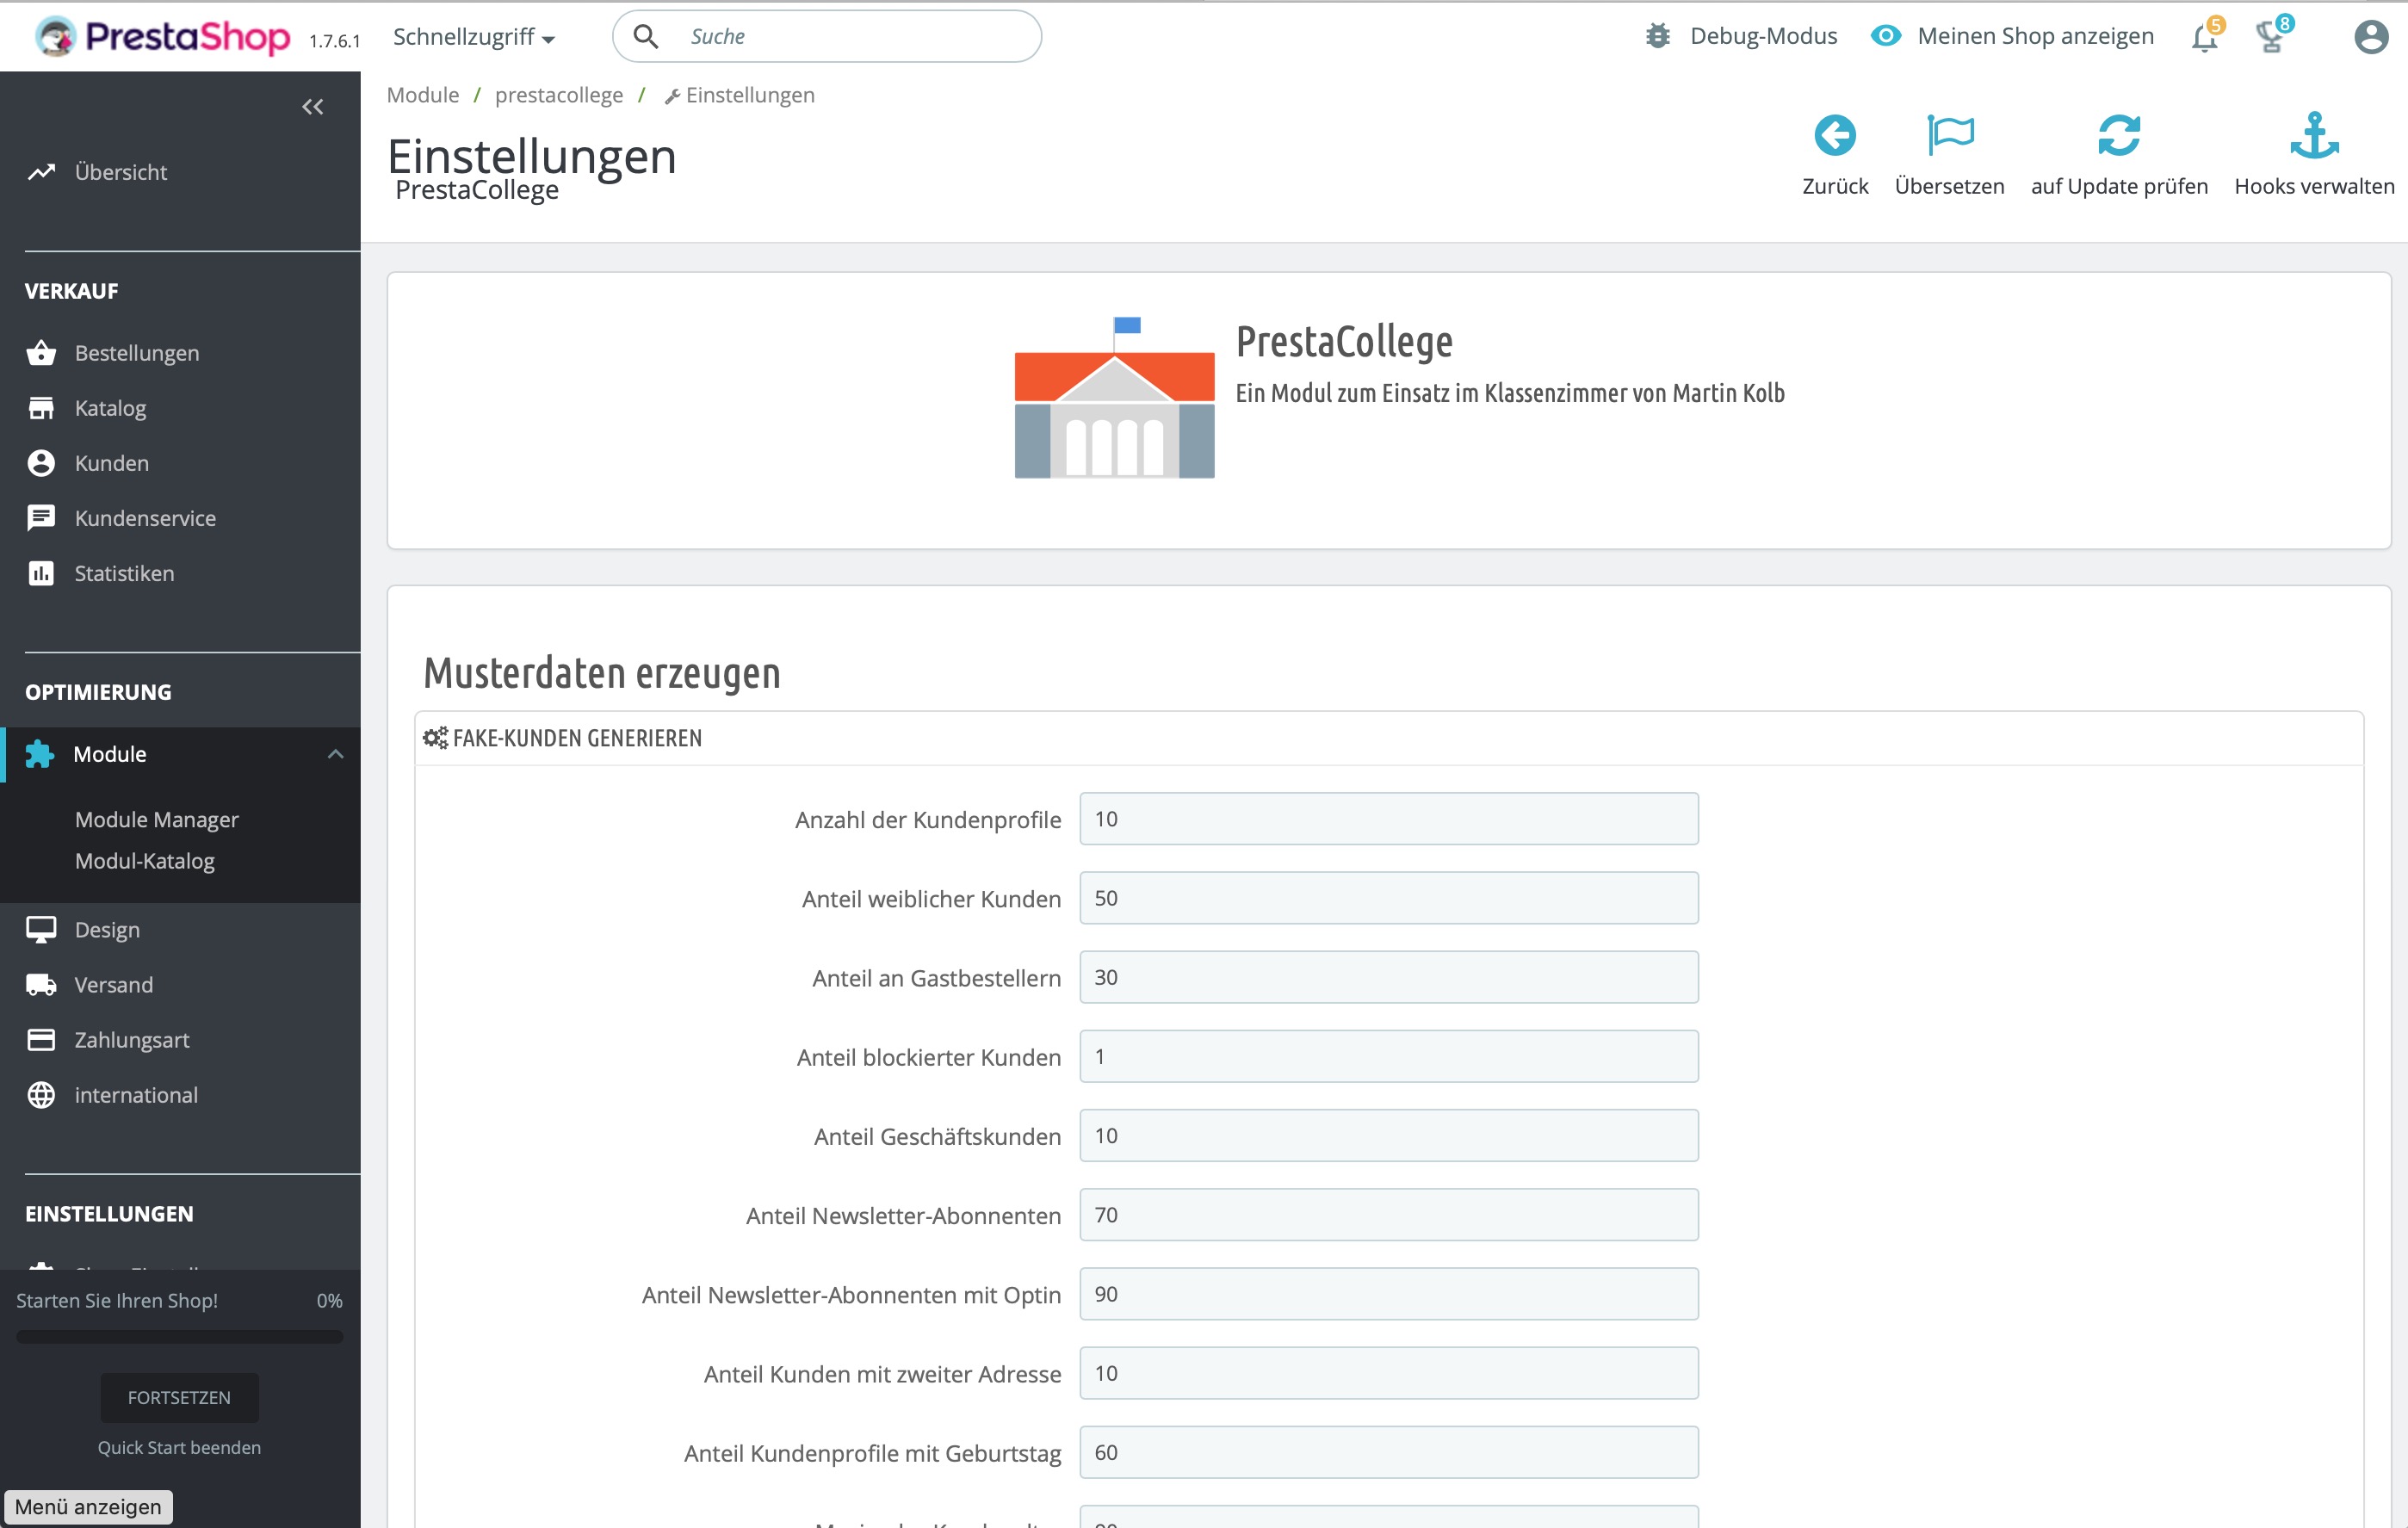 PrestaShop 1.7.6.1 Schnellzugriff Suche Debug-Modus Meinen Shop anzeigen 5 8
Module / prestacollege / Einstellungen
Einstellungen
PrestaCollege
Zurück Übersetzen auf Update prüfen Hooks verwalten
Übersicht
VERKAUF
Bestellungen
Katalog
Kunden
Kundenservice
Statistiken
OPTIMIERUNG
Module
Module Manager
Modul-Katalog
Design
Versand
Zahlungsart
international
EINSTELLUNGEN
Starten Sie Ihren Shop! 0%
FORTSETZEN
Quick Start beenden
Menü anzeigen
PrestaCollege
Ein Modul zum Einsatz im Klassenzimmer von Martin Kolb
Musterdaten erzeugen
FAKE-KUNDEN GENERIEREN
Anzahl der Kundenprofile 10
Anteil weiblicher Kunden 50
Anteil an Gastbestellern 30
Anteil blockierter Kunden 1
Anteil Geschäftskunden 10
Anteil Newsletter-Abonnenten 70
Anteil Newsletter-Abonnenten mit Optin 90
Anteil Kunden mit zweiter Adresse 10
Anteil Kundenprofile mit Geburtstag 60